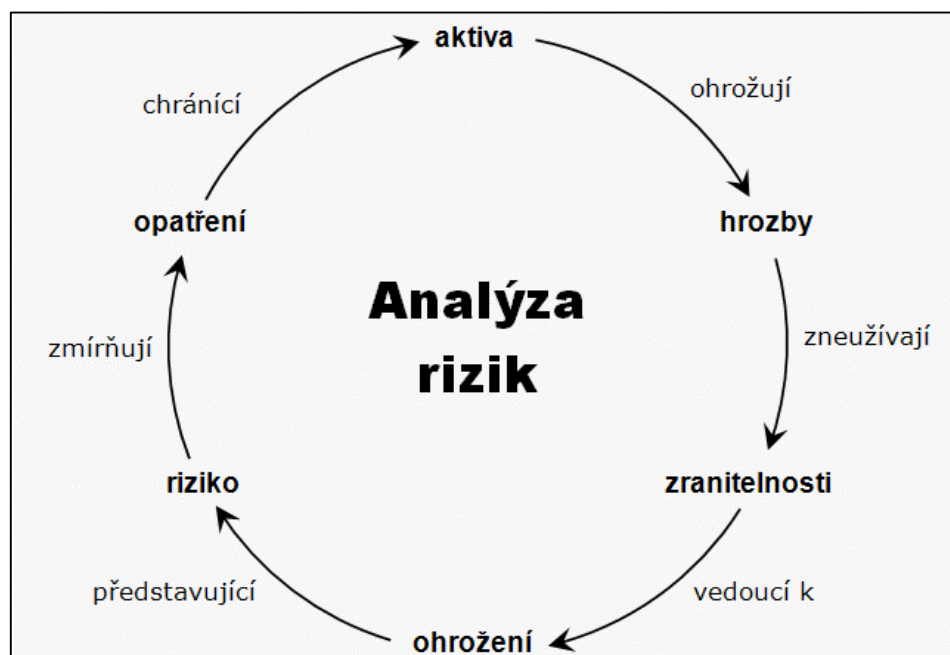 aktiva
ohrožují
hrozby
zneužívají
zranitelnosti
vedoucí k
ohrožení
představující
riziko
zmírňují
opatření
chránící
Analýza
rizik